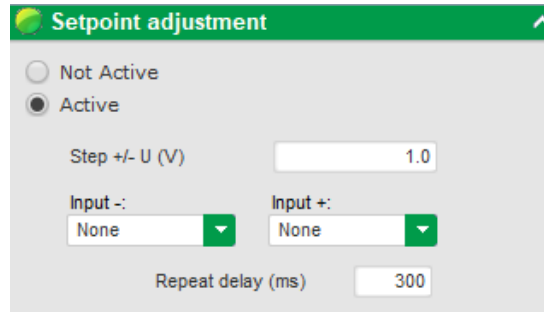 Setpoint adjustment
Not Active
Active
Step +/- U (V) 1.0
Input -: Input +:
None None
Repeat delay (ms) 300